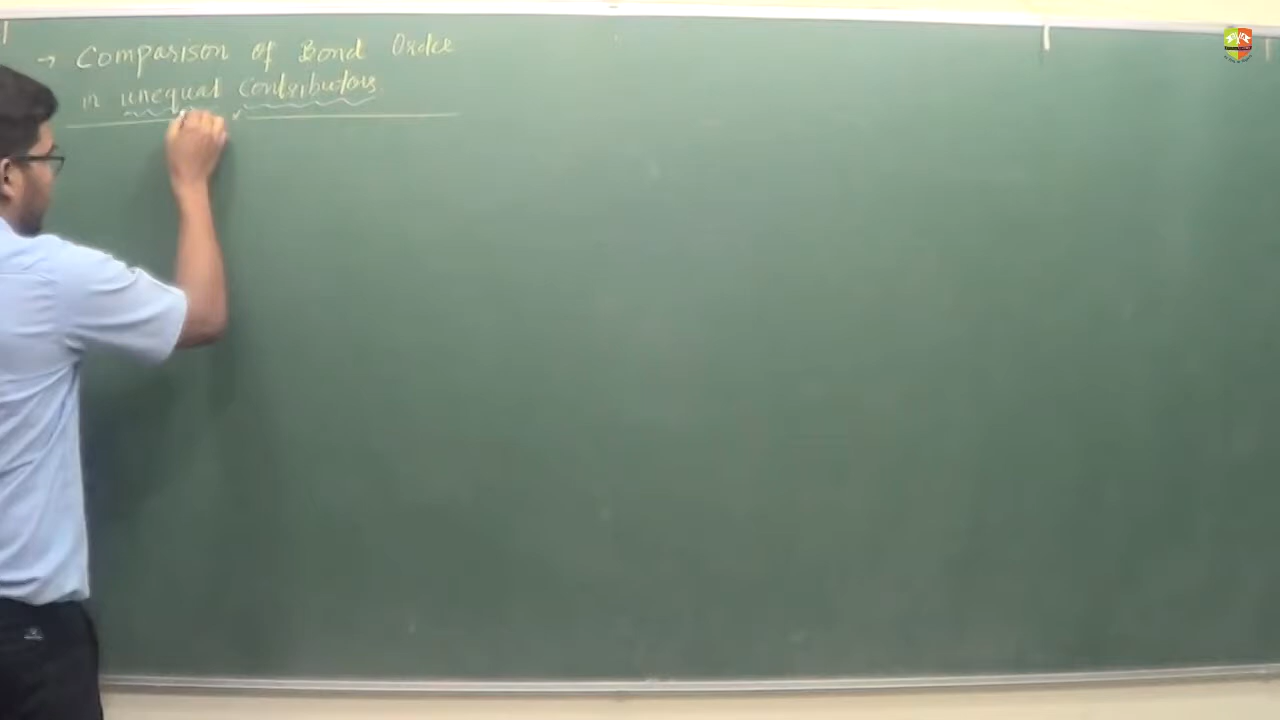 → Comparison of Bond Order
in unequal Contributors.